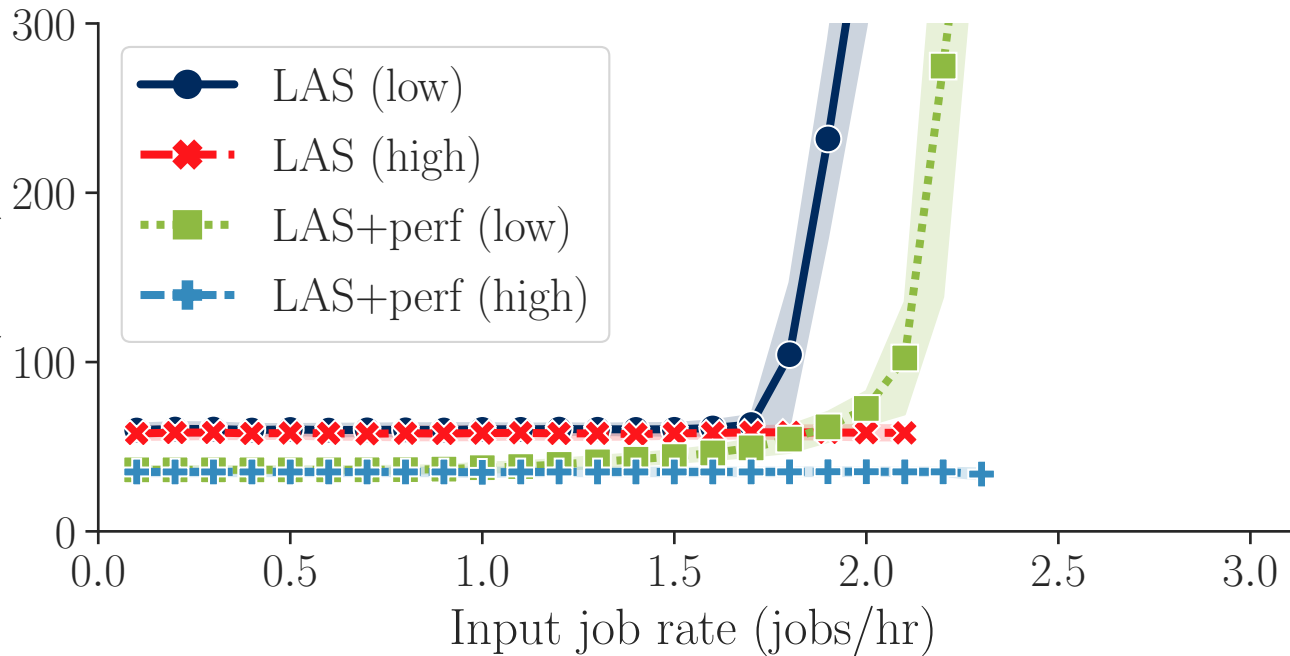 300
200
100
0
LAS (low)
LAS (high)
LAS+perf (low)
LAS+perf (high)
0.0 0.5 1.0 1.5 2.0 2.5 3.0
Input job rate (jobs/hr)